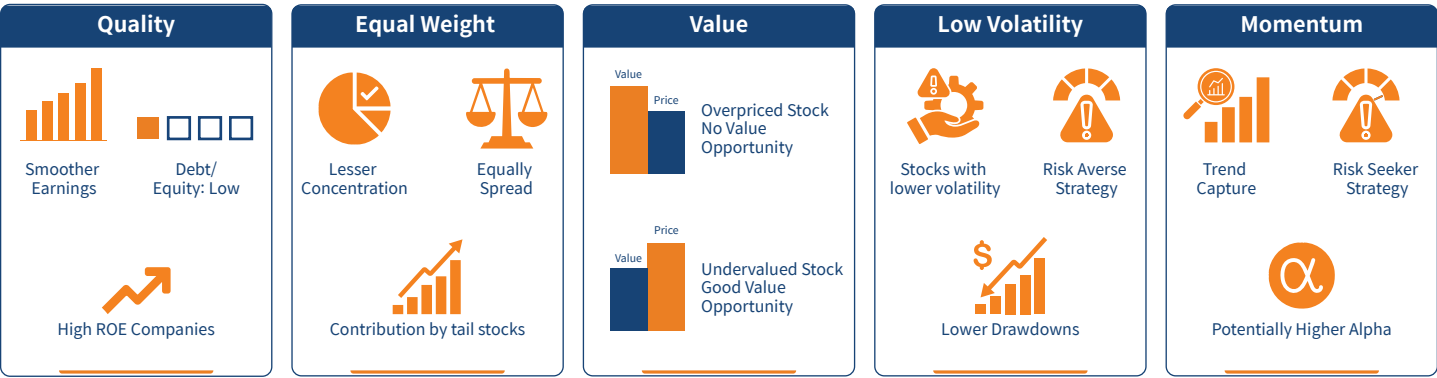 Quality
Smoother
Earnings
Debt/
Equity: Low
High ROE Companies
Equal Weight
Lesser
Concentration
Equally
Spread
Contribution by tail stocks
Value
Value
Price
Overpriced Stock
No Value
Opportunity
Price
Value
Undervalued Stock
Good Value
Opportunity
Low Volatility
Stocks with
lower volatility
Risk Averse
Strategy
$
Lower Drawdowns
Momentum
Trend
Capture
Risk Seeker
Strategy
α
Potentially Higher Alpha